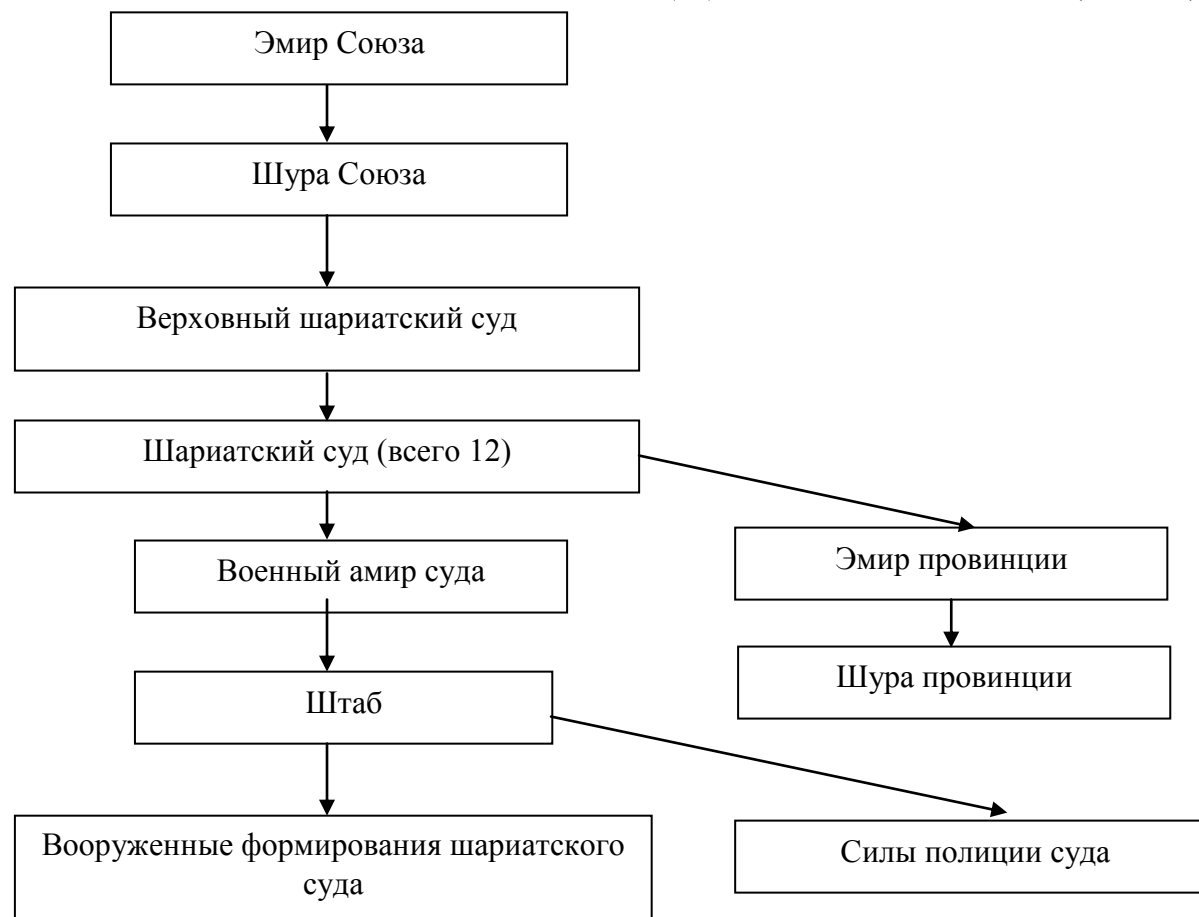 Эмир Союза
Шура Союза
Верховный шариатский суд
Шариатский суд (всего 12)
Военный амир суда
Эмир провинции
Шура провинции
Штаб
Вооруженные формирования шариатского
суда
Силы полиции суда